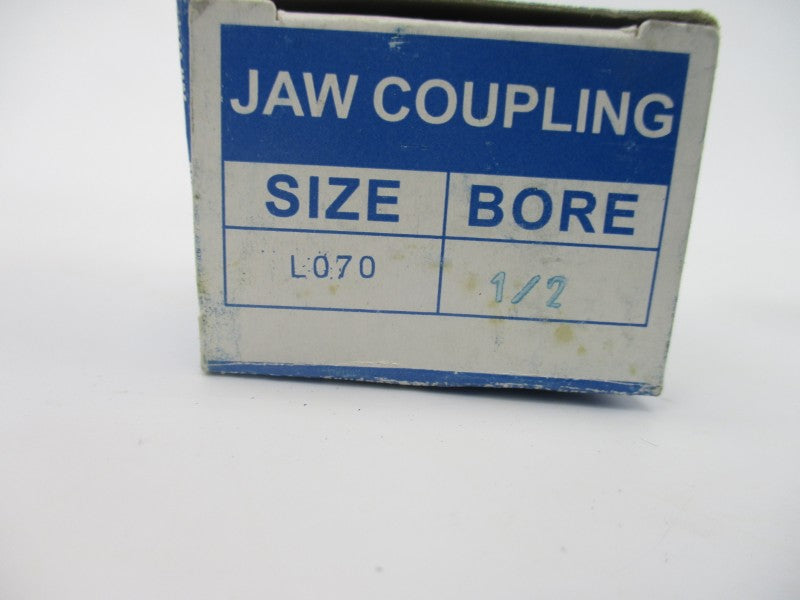 JAW COUPLING
SIZE BORE
L070 1/2